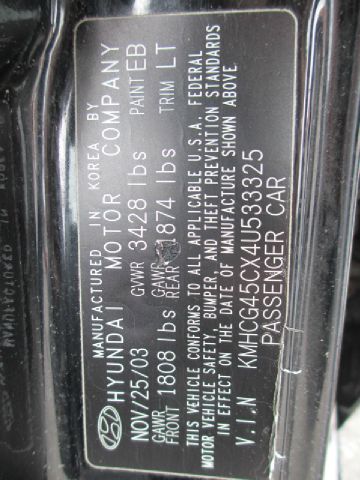 MANUFACTURED IN KOREA BY
HYUNDAI MOTOR COMPANY
NOV/25/03 GVWR 3428 lbs PAINT EB
GAWR FRONT 1808 lbs GAWR REAR 1874 lbs TRIM LT
THIS VEHICLE CONFORMS TO ALL APPLICABLE U.S.A. FEDERAL
MOTOR VEHICLE SAFETY, BUMPER, AND THEFT PREVENTION STANDARDS
IN EFFECT ON THE DATE OF MANUFACTURE SHOWN ABOVE.
V.I.N KMHCG45CX4U533325
PASSENGER CAR